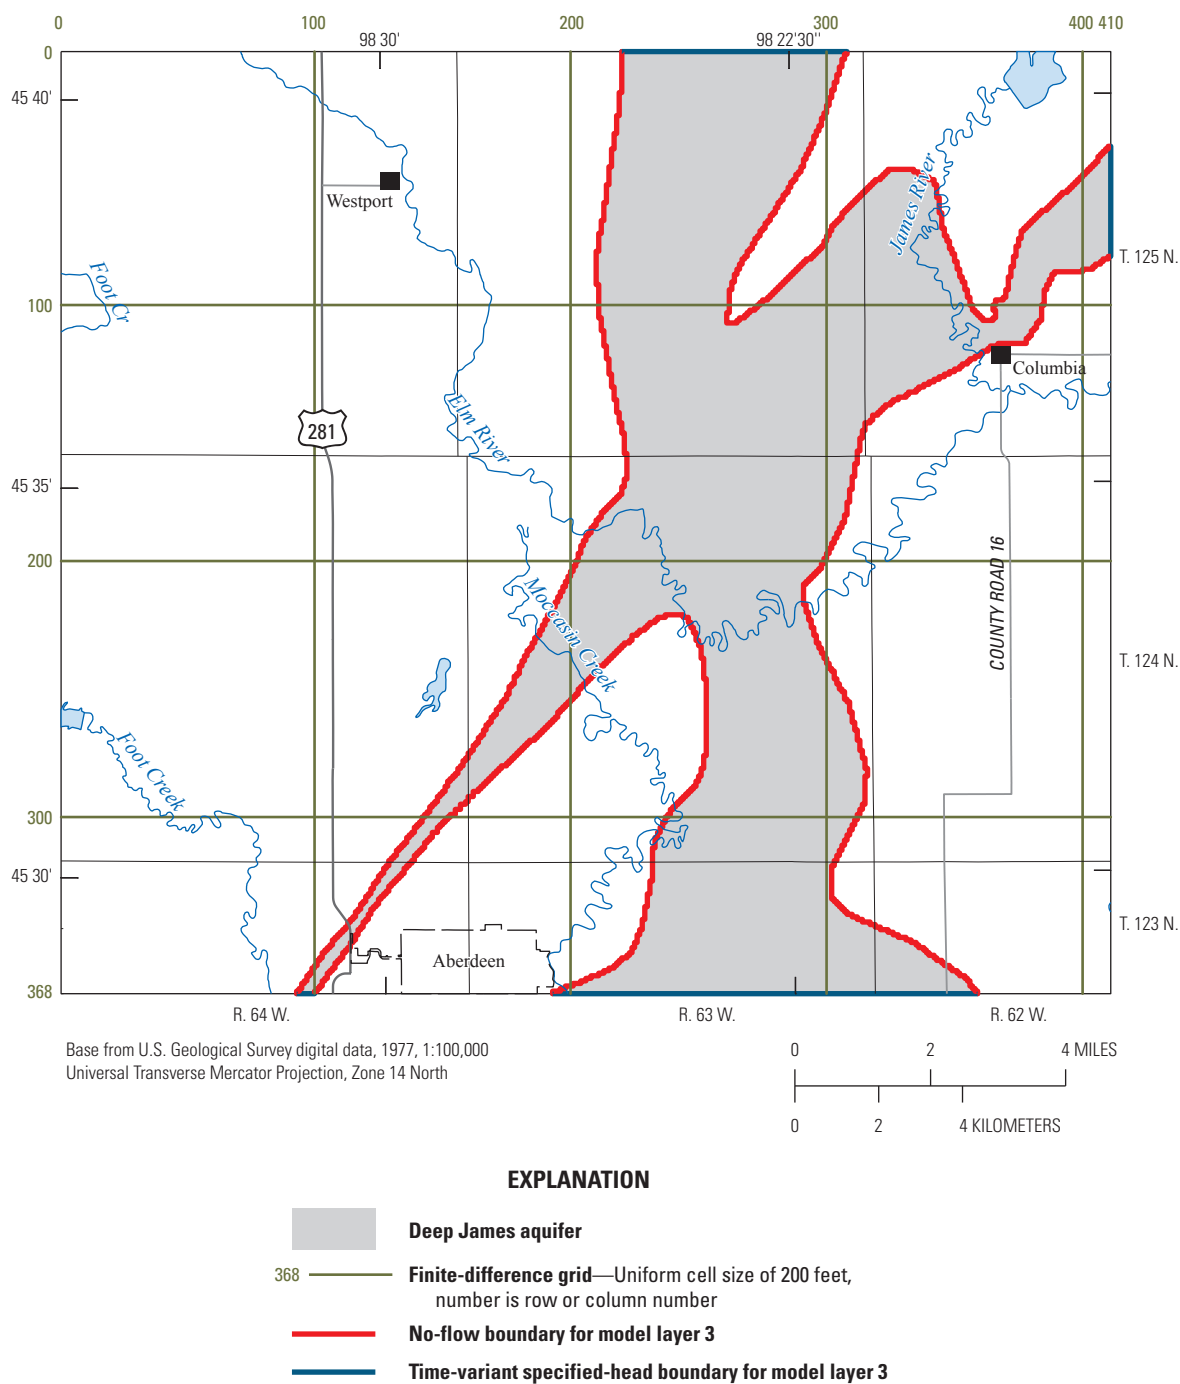 0 100 200 300 400 410
98 30' 98 22'30"
0
45 40'
James River
Westport
T. 125 N.
Foot Cr
100
Columbia
Elm River
281
45 35'
COUNTY ROAD 16
200
Moccasin Creek
T. 124 N.
Foot Creek
300
45 30'
T. 123 N.
Aberdeen
368
R. 64 W. R. 63 W. R. 62 W.
Base from U.S. Geological Survey digital data, 1977, 1:100,000
Universal Transverse Mercator Projection, Zone 14 North
0 2 4 MILES
0 2 4 KILOMETERS
EXPLANATION
Deep James aquifer
368 Finite-difference grid—Uniform cell size of 200 feet,
number is row or column number
No-flow boundary for model layer 3
Time-variant specified-head boundary for model layer 3